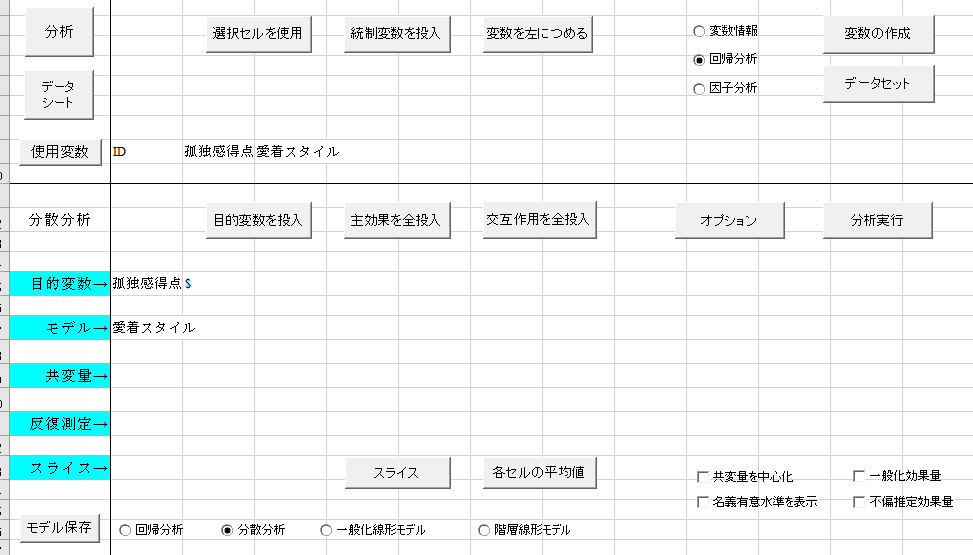 分析 選択セルを使用 統制変数を投入 変数を左につめる 変数情報 変数の作成
回帰分析
データシート 因子分析 データセット
使用変数 ID 孤独感得点 愛着スタイル
分散分析 目的変数を投入 主効果を全投入 交互作用を全投入 オプション 分析実行
目的変数→ 孤独感得点 $
モデル→ 愛着スタイル
共変量→
反復測定→
スライス→ スライス 各セルの平均値 共変量を中心化 一般化効果量
名義有意水準を表示 不偏推定効果量
モデル保存 回帰分析 分散分析 一般化線形モデル 階層線形モデル